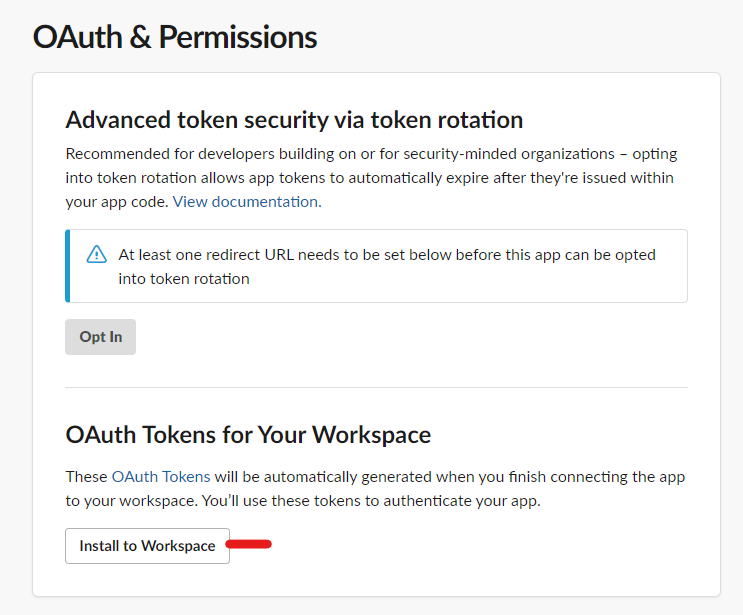 OAuth & Permissions
Advanced token security via token rotation
Recommended for developers building on or for security-minded organizations – opting
into token rotation allows app tokens to automatically expire after they're issued within
your app code. View documentation.
At least one redirect URL needs to be set below before this app can be opted
into token rotation
Opt In
OAuth Tokens for Your Workspace
These OAuth Tokens will be automatically generated when you finish connecting the app
to your workspace. You’ll use these tokens to authenticate your app.
Install to Workspace